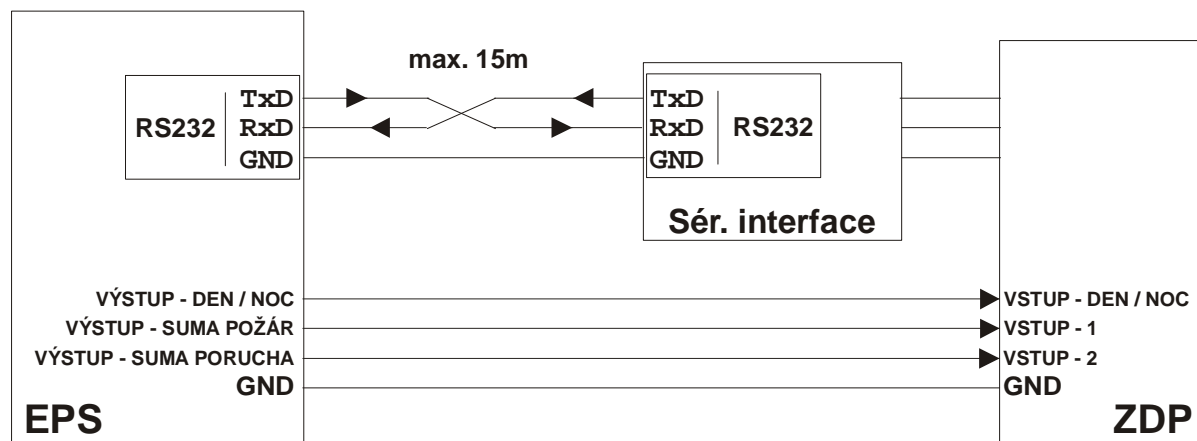 max. 15m
RS232
TxD
RxD
GND
TxD
RxD
GND
RS232
Sér. interface
VÝSTUP - DEN / NOC
VSTUP - DEN / NOC
VÝSTUP - SUMA POŽÁR
VSTUP - 1
VÝSTUP - SUMA PORUCHA
VSTUP - 2
GND
GND
EPS
ZDP